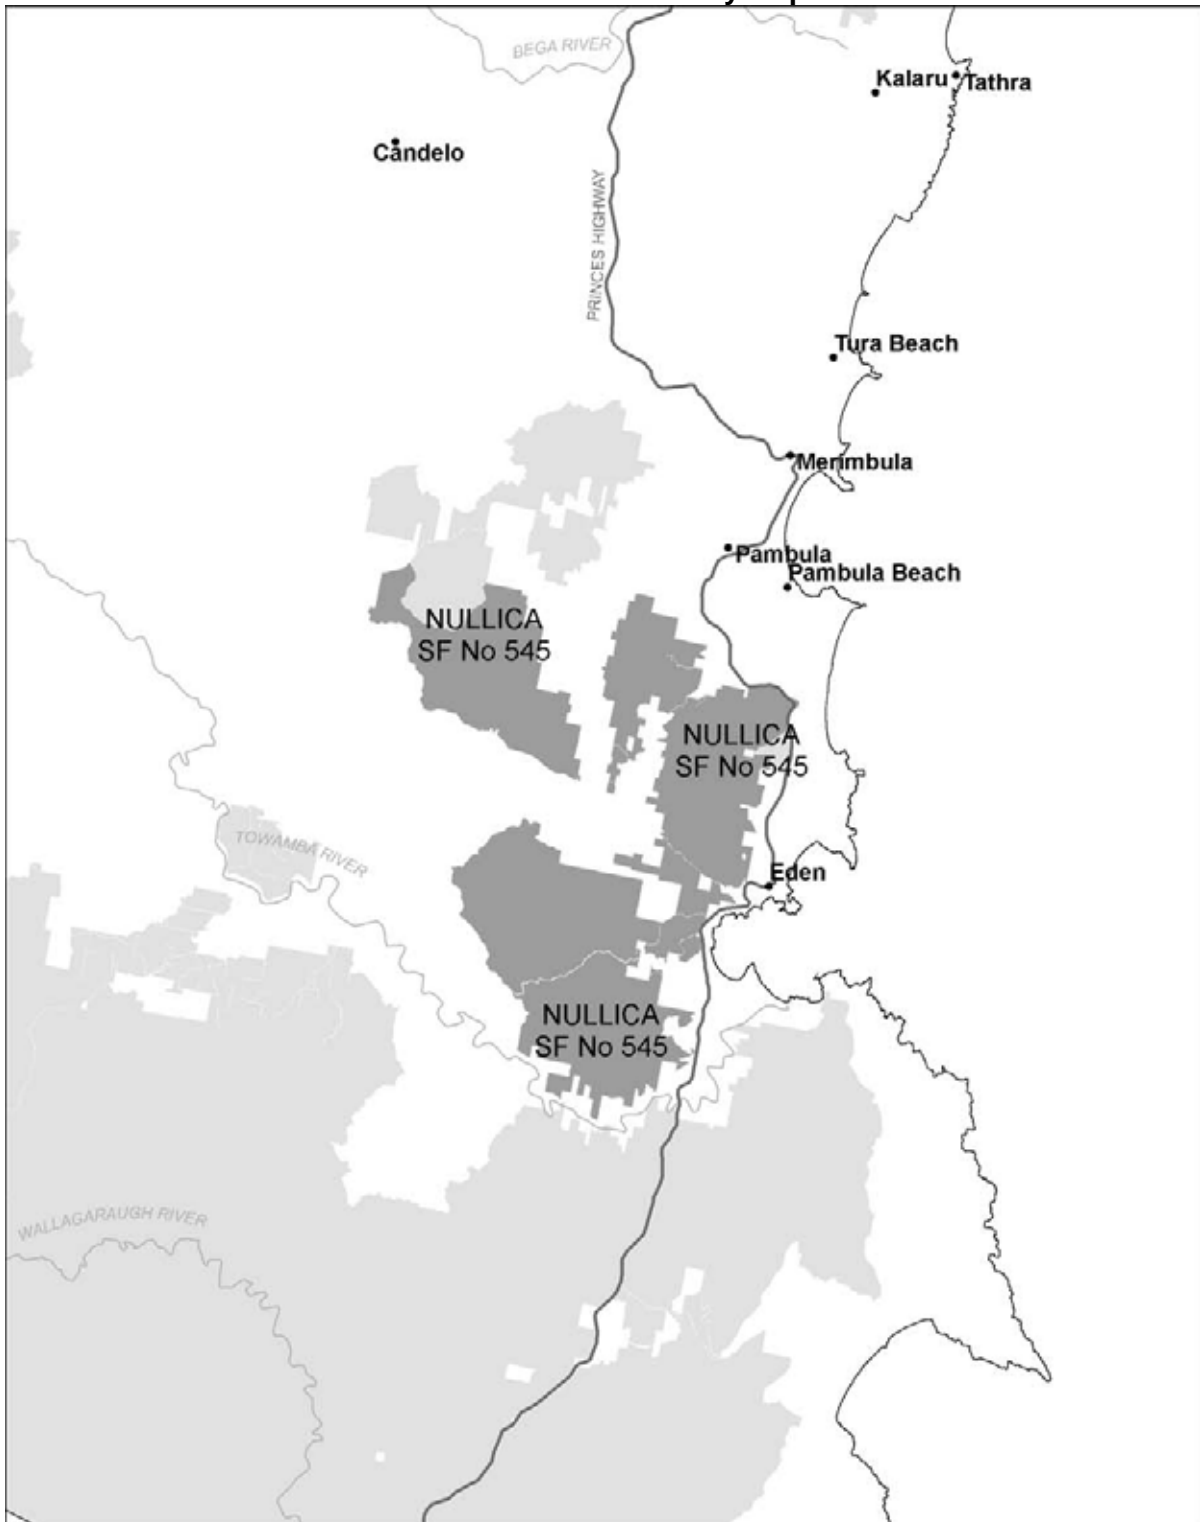 BEGA RIVER
Kalaru
Tathra
Candelo
PRINCES HIGHWAY
Tura Beach
Merimbula
Pambula
Pambula Beach
NULLICA
SF No 545
NULLICA
SF No 545
TOWAMBA RIVER
Eden
NULLICA
SF No 545
WALLAGARAUGH RIVER